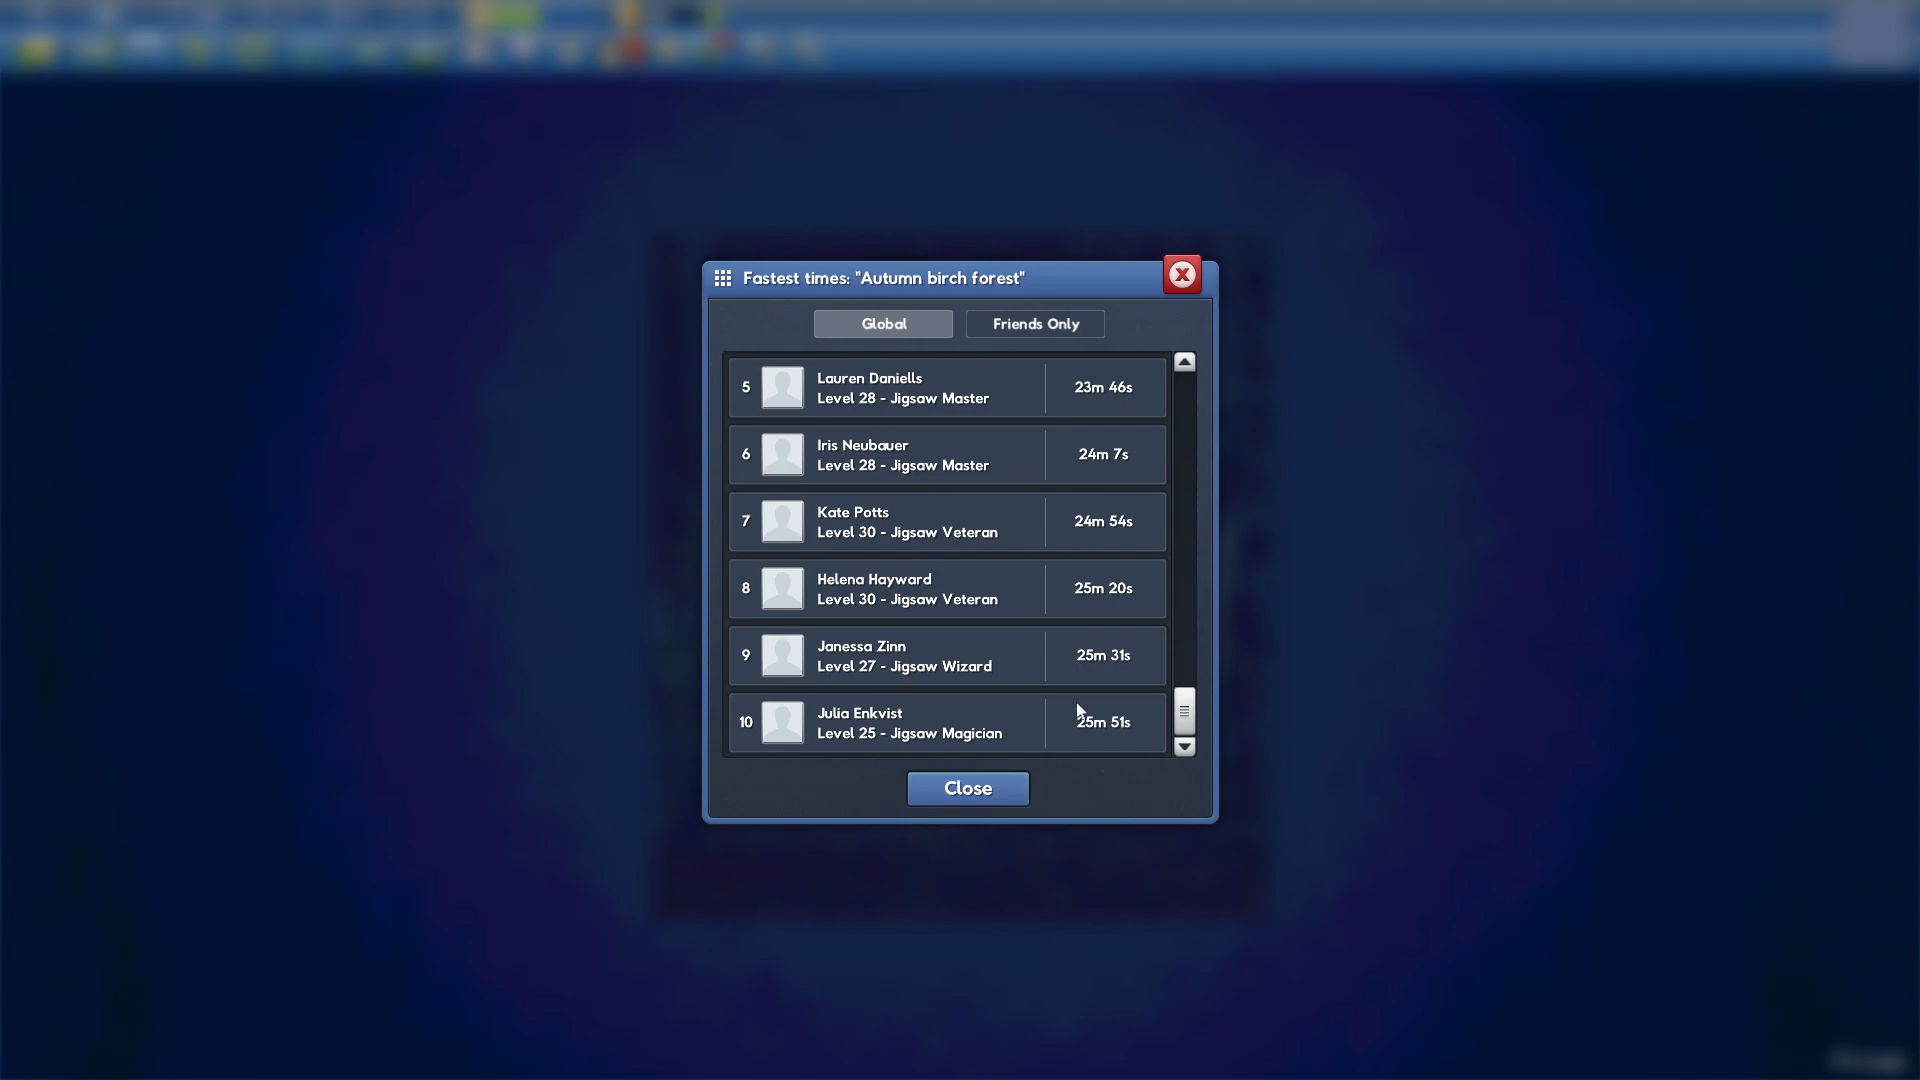 Fastest times: "Autumn birch forest"
Global
Friends Only
5
Lauren Daniells
Level 28 - Jigsaw Master
23m 46s
6
Iris Neubauer
Level 28 - Jigsaw Master
24m 7s
7
Kate Potts
Level 30 - Jigsaw Veteran
24m 54s
8
Helena Hayward
Level 30 - Jigsaw Veteran
25m 20s
9
Janessa Zinn
Level 27 - Jigsaw Wizard
25m 31s
10
Julia Enkvist
Level 25 - Jigsaw Magician
25m 51s
Close